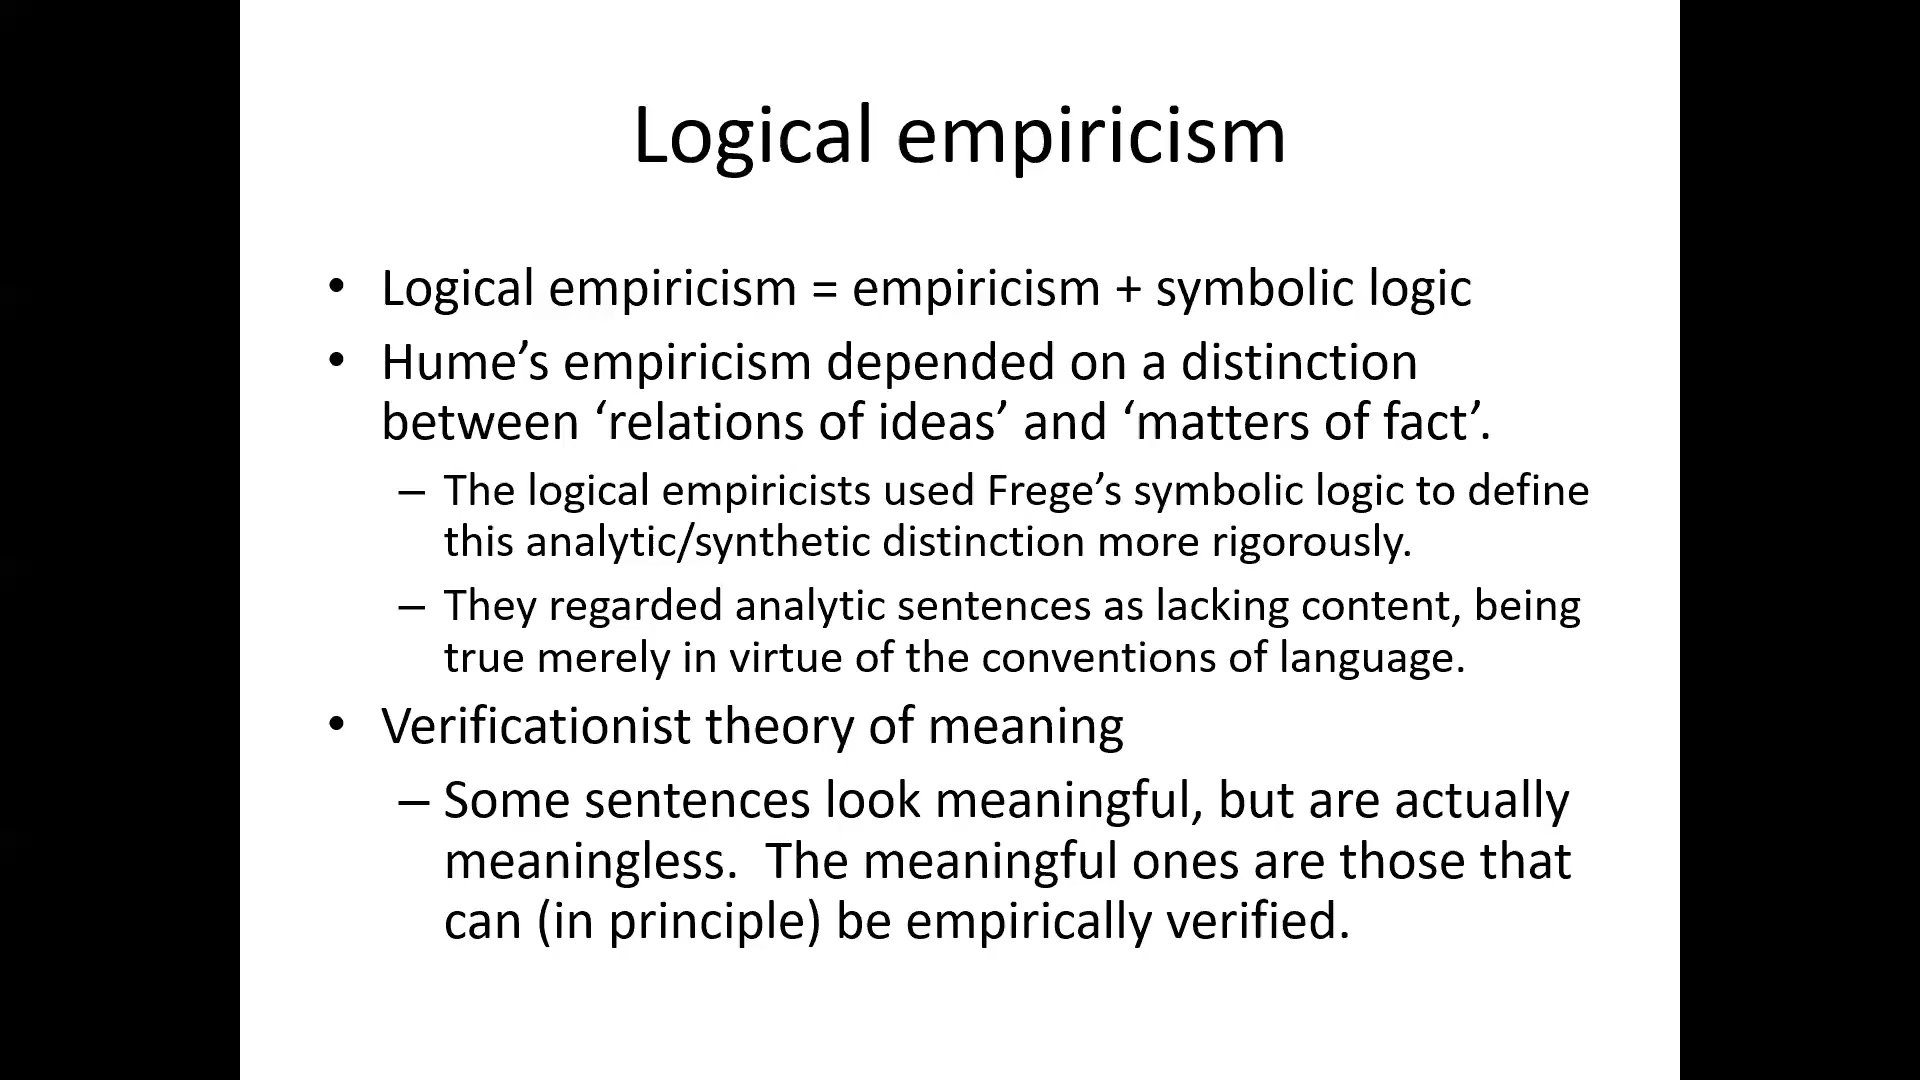 Logical empiricism
• Logical empiricism = empiricism + symbolic logic
• Hume’s empiricism depended on a distinction
between ‘relations of ideas’ and ‘matters of fact’.
– The logical empiricists used Frege’s symbolic logic to define
this analytic/synthetic distinction more rigorously.
– They regarded analytic sentences as lacking content, being
true merely in virtue of the conventions of language.
• Verificationist theory of meaning
– Some sentences look meaningful, but are actually
meaningless.  The meaningful ones are those that
can (in principle) be empirically verified.